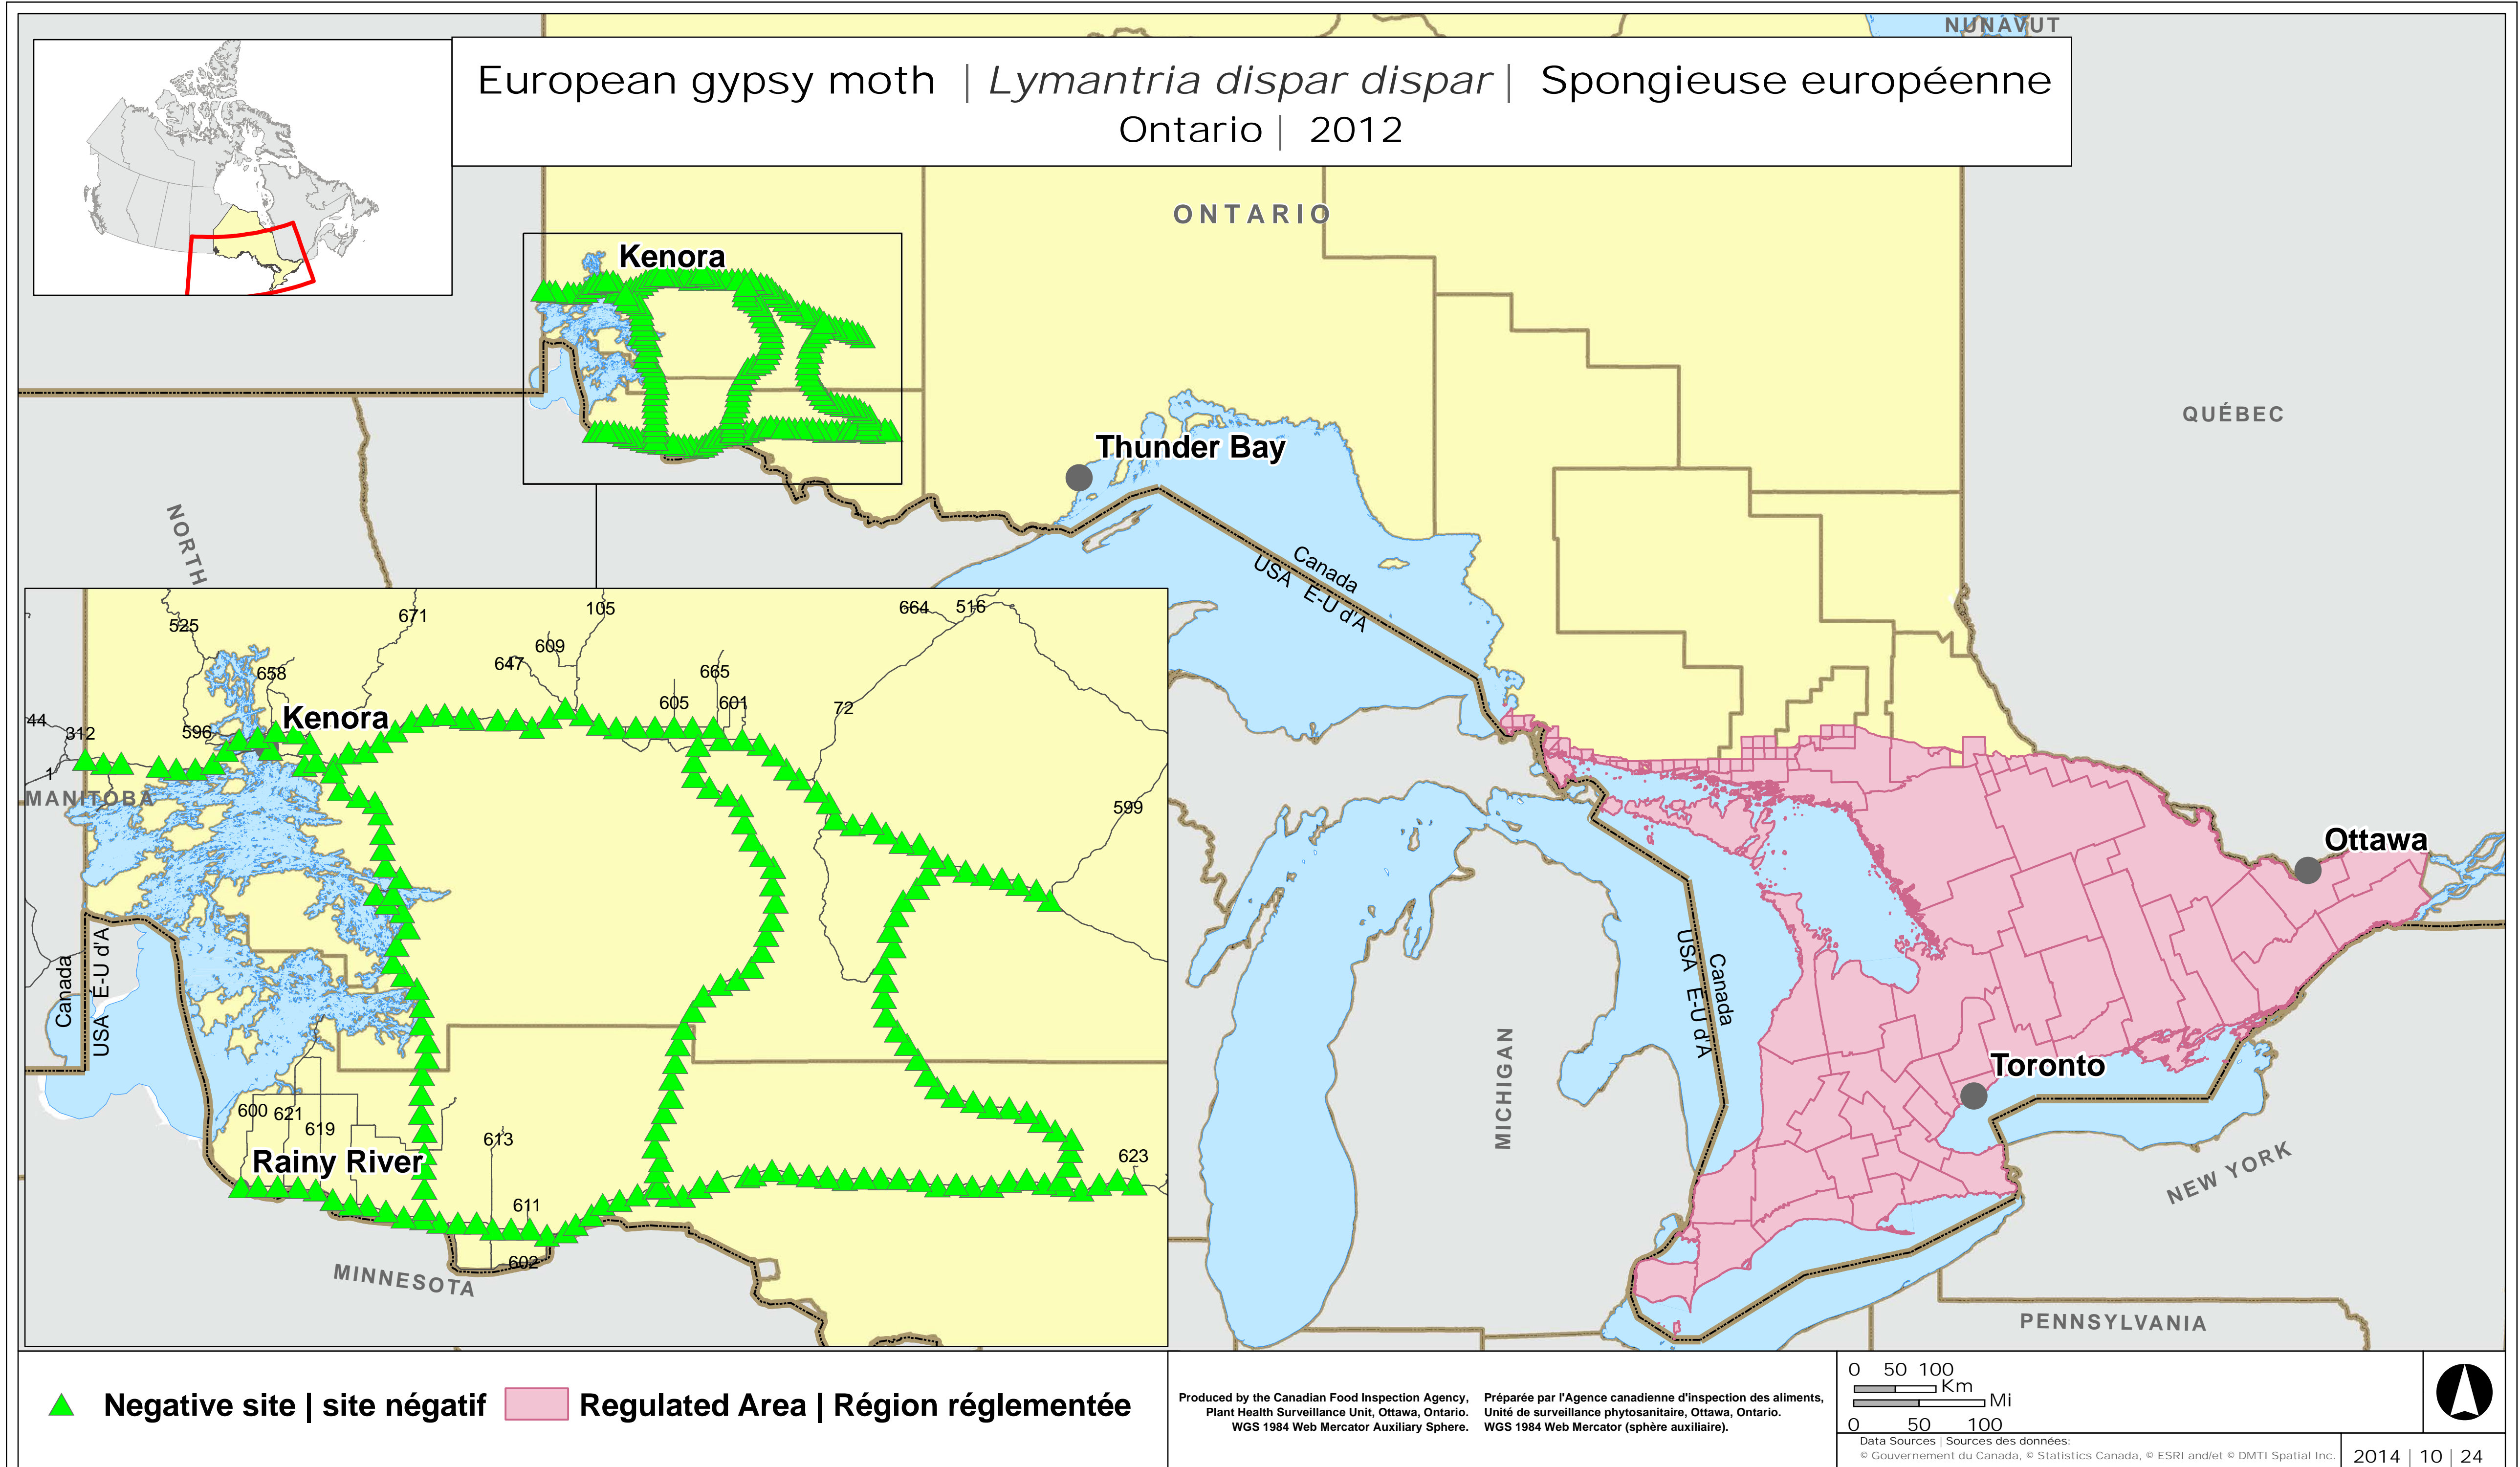 European gypsy moth | Lymantria dispar dispar | Spongieuse européenne
Ontario | 2012
NUNAVUT
ONTARIO
QUÉBEC
Kenora
Thunder Bay
NORTH
Canada
USA E-U d'A
525
671
105
664
516
609
647
658
665
605
601
72
Kenora
44
312
596
1
MANITOBA
599
Canada
USA E-U d'A
600
621
619
613
Rainy River
623
611
602
MINNESOTA
Ottawa
Canada
USA E-U d'A
MICHIGAN
Toronto
NEW YORK
PENNSYLVANIA
Negative site | site négatif
Regulated Area | Région réglementée
Produced by the Canadian Food Inspection Agency,
Plant Health Surveillance Unit, Ottawa, Ontario.
WGS 1984 Web Mercator Auxiliary Sphere.
Préparée par l'Agence canadienne d'inspection des aliments,
Unité de surveillance phytosanitaire, Ottawa, Ontario.
WGS 1984 Web Mercator (sphère auxiliaire).
0 50 100
Km
Mi
0 50 100
Data Sources | Sources des données:
© Gouvernement du Canada, © Statistics Canada, © ESRI and/et © DMTI Spatial Inc.
2014 | 10 | 24